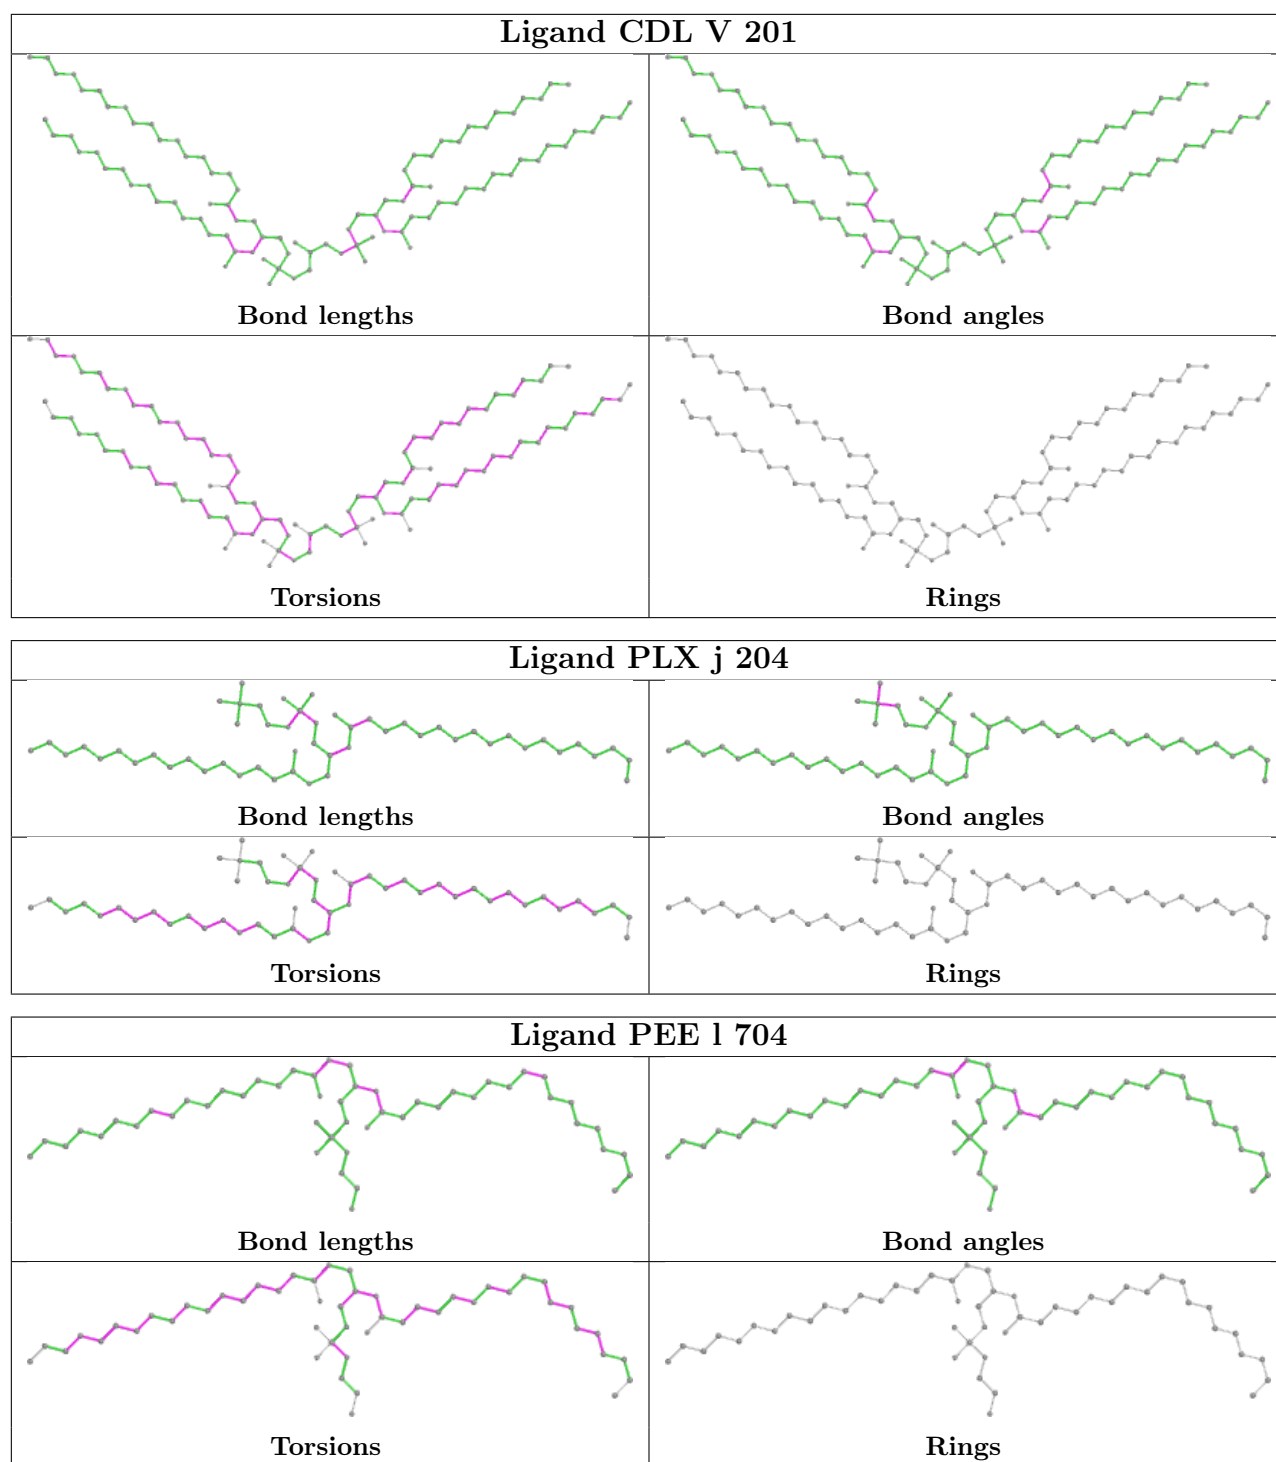 Ligand CDL V 201
Bond lengths
Bond angles
Torsions
Rings
Ligand PLX j 204
Bond lengths
Bond angles
Torsions
Rings
Ligand PEE l 704
Bond lengths
Bond angles
Torsions
Rings